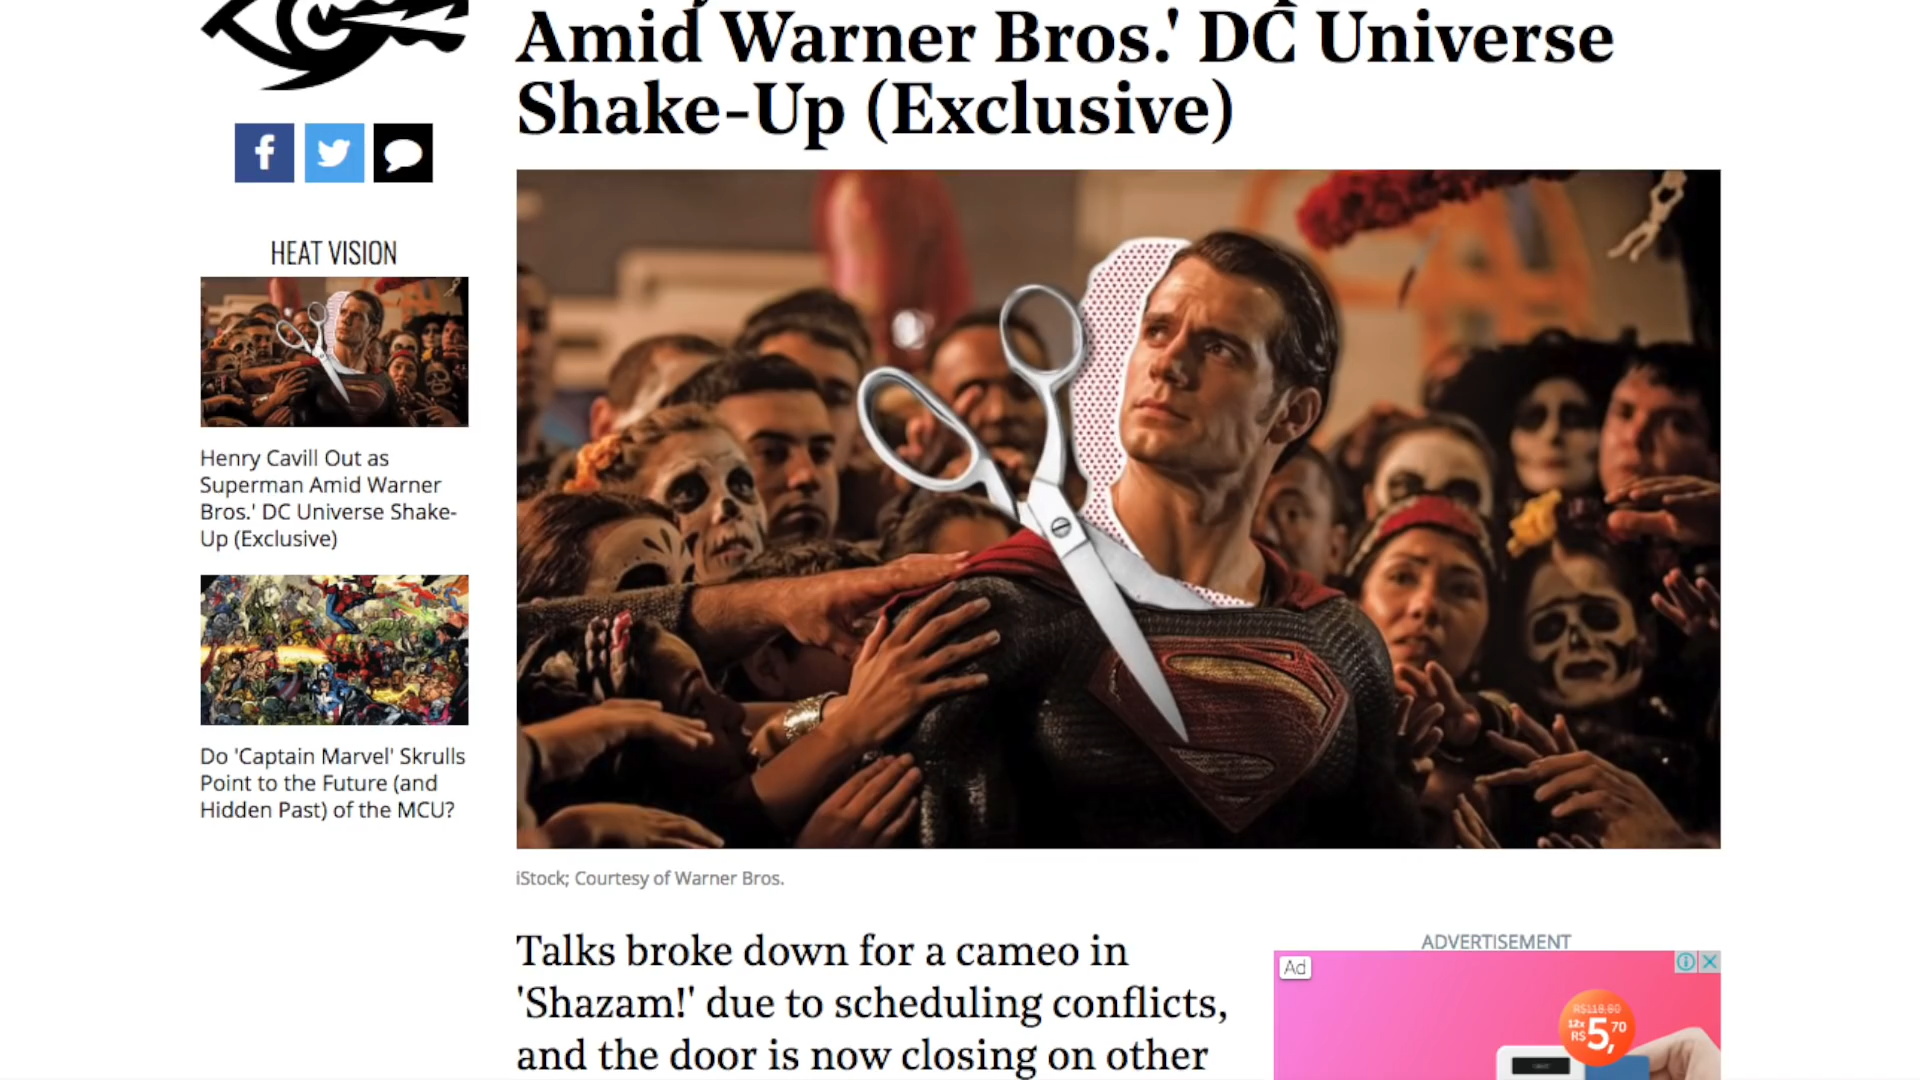 Amid Warner Bros.' DC Universe
Shake-Up (Exclusive)
HEAT VISION
Henry Cavill Out as
Superman Amid Warner
Bros.' DC Universe Shake-
Up (Exclusive)
Do 'Captain Marvel' Skrulls
Point to the Future (and
Hidden Past) of the MCU?
iStock; Courtesy of Warner Bros.
Talks broke down for a cameo in
'Shazam!' due to scheduling conflicts,
and the door is now closing on other
ADVERTISEMENT
Ad
R$118,80
12x
R$ 5,70